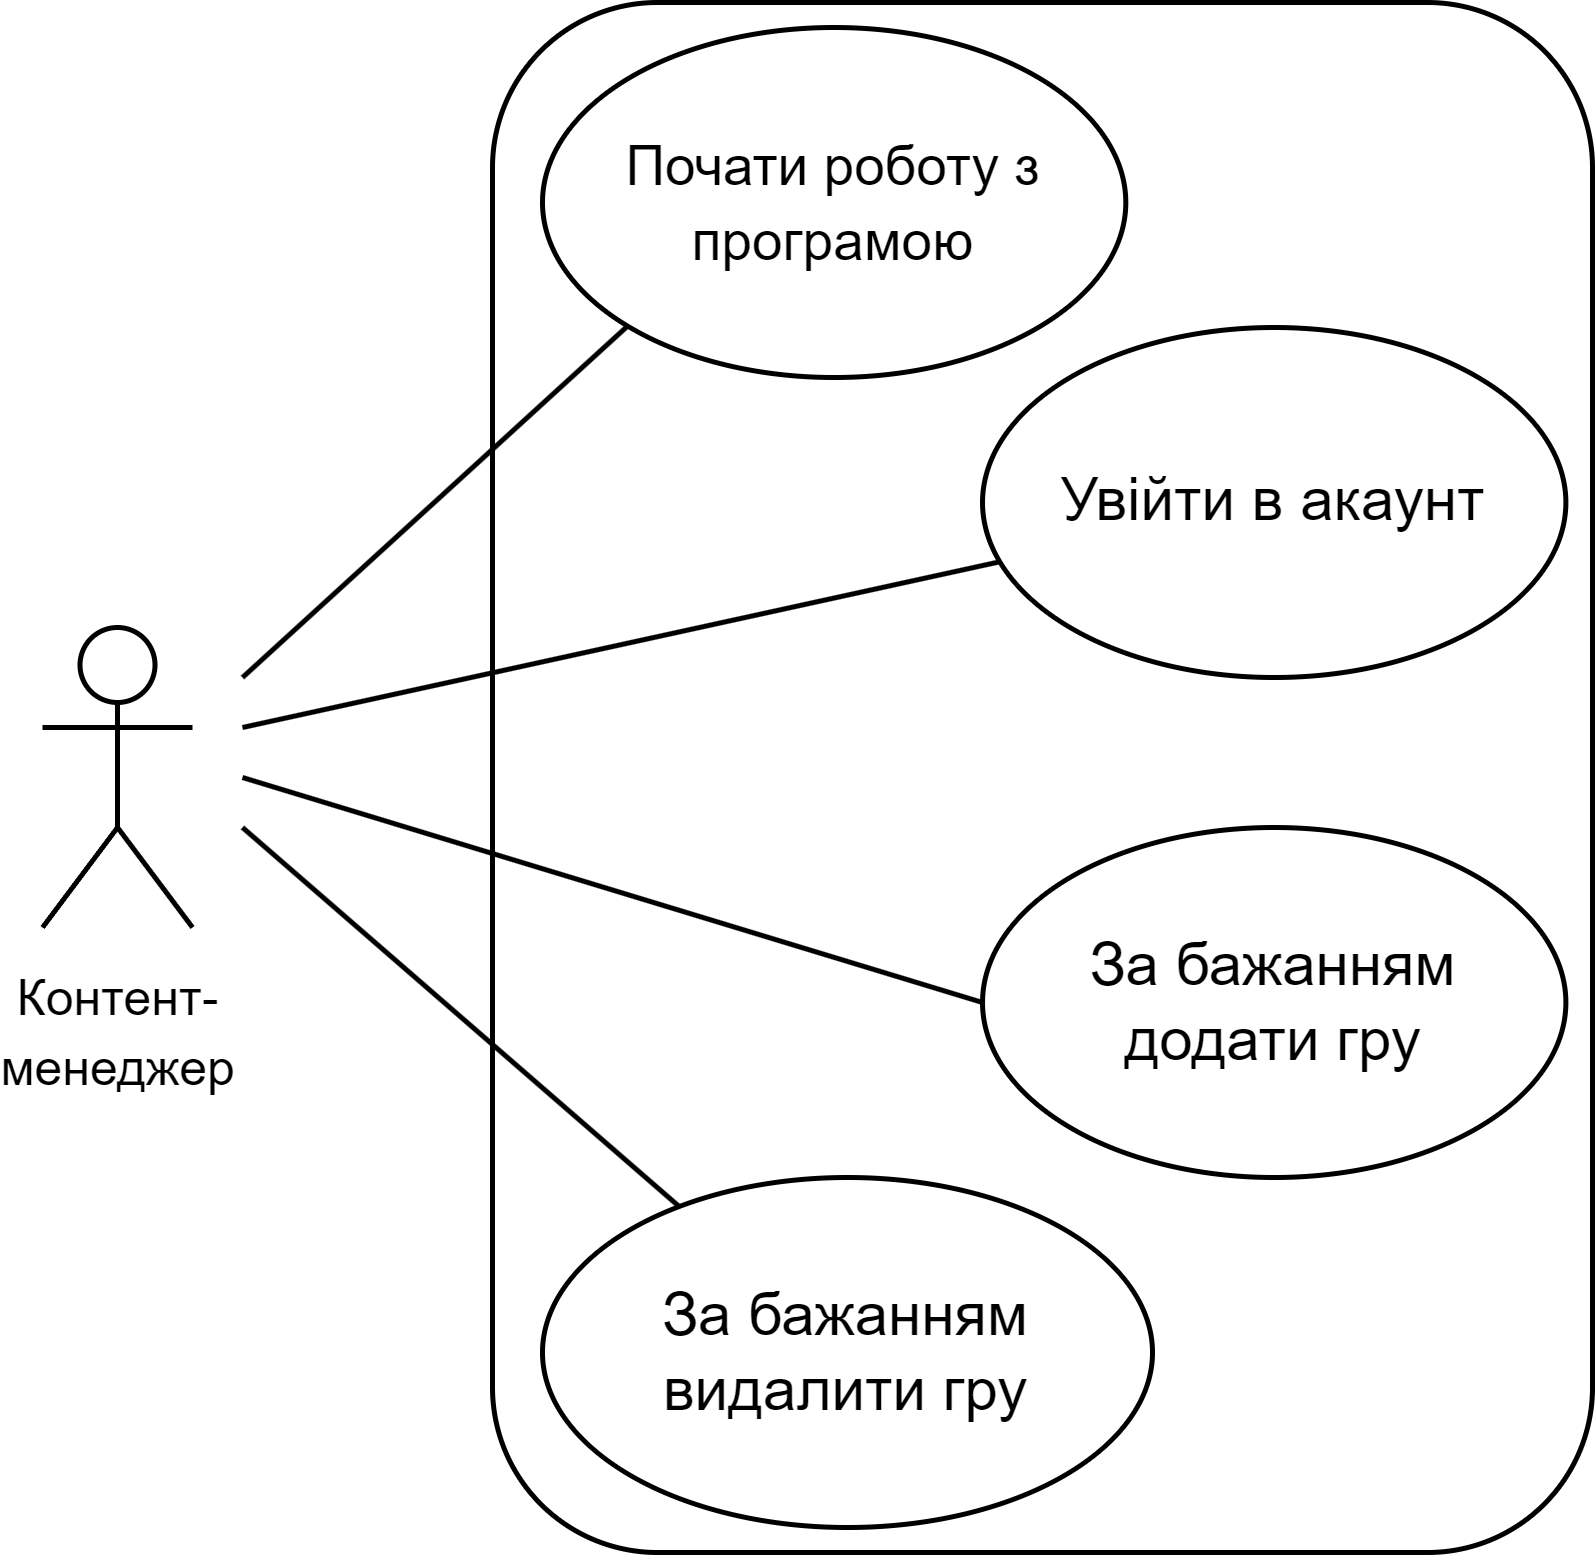 Почати роботу з
програмою
Увійти в акаунт
Контент-
менеджер
За бажанням
додати гру
За бажанням
видалити гру